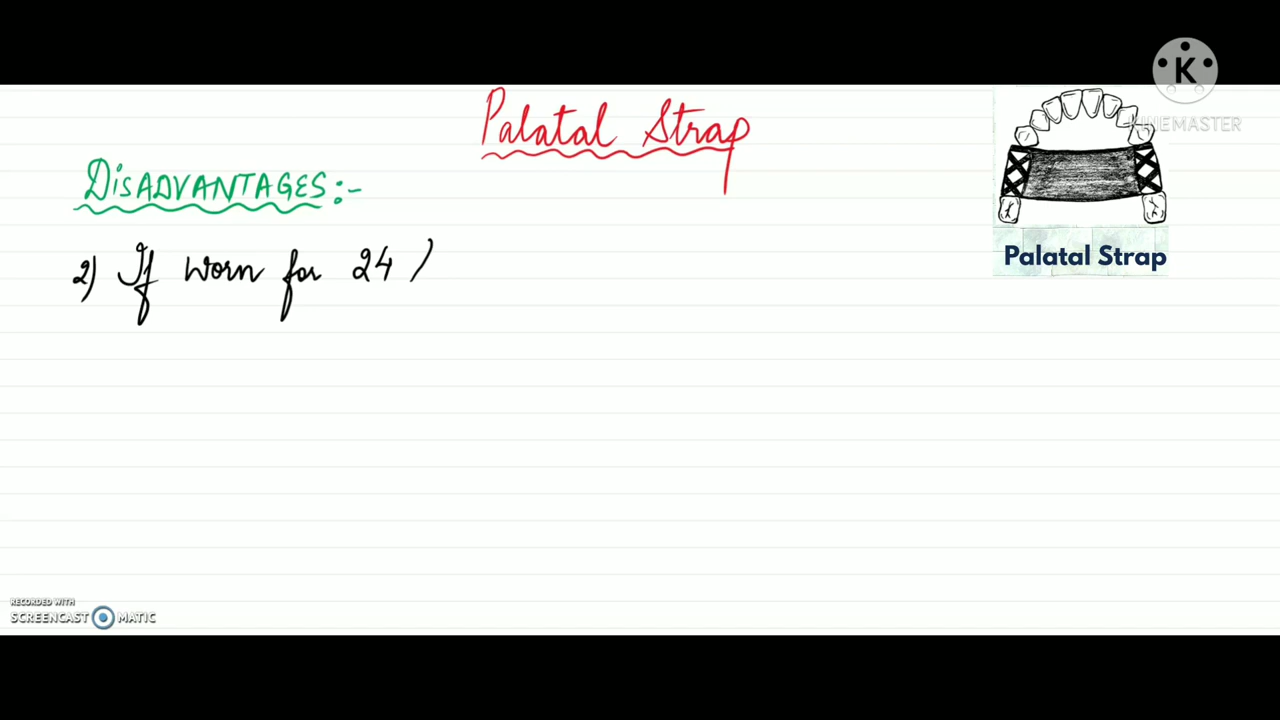 K
KINEMASTER
Palatal Strap
DISADVANTAGES:-
2) If worn for 24
Palatal Strap
RECORDED WITH
SCREENCAST MATIC